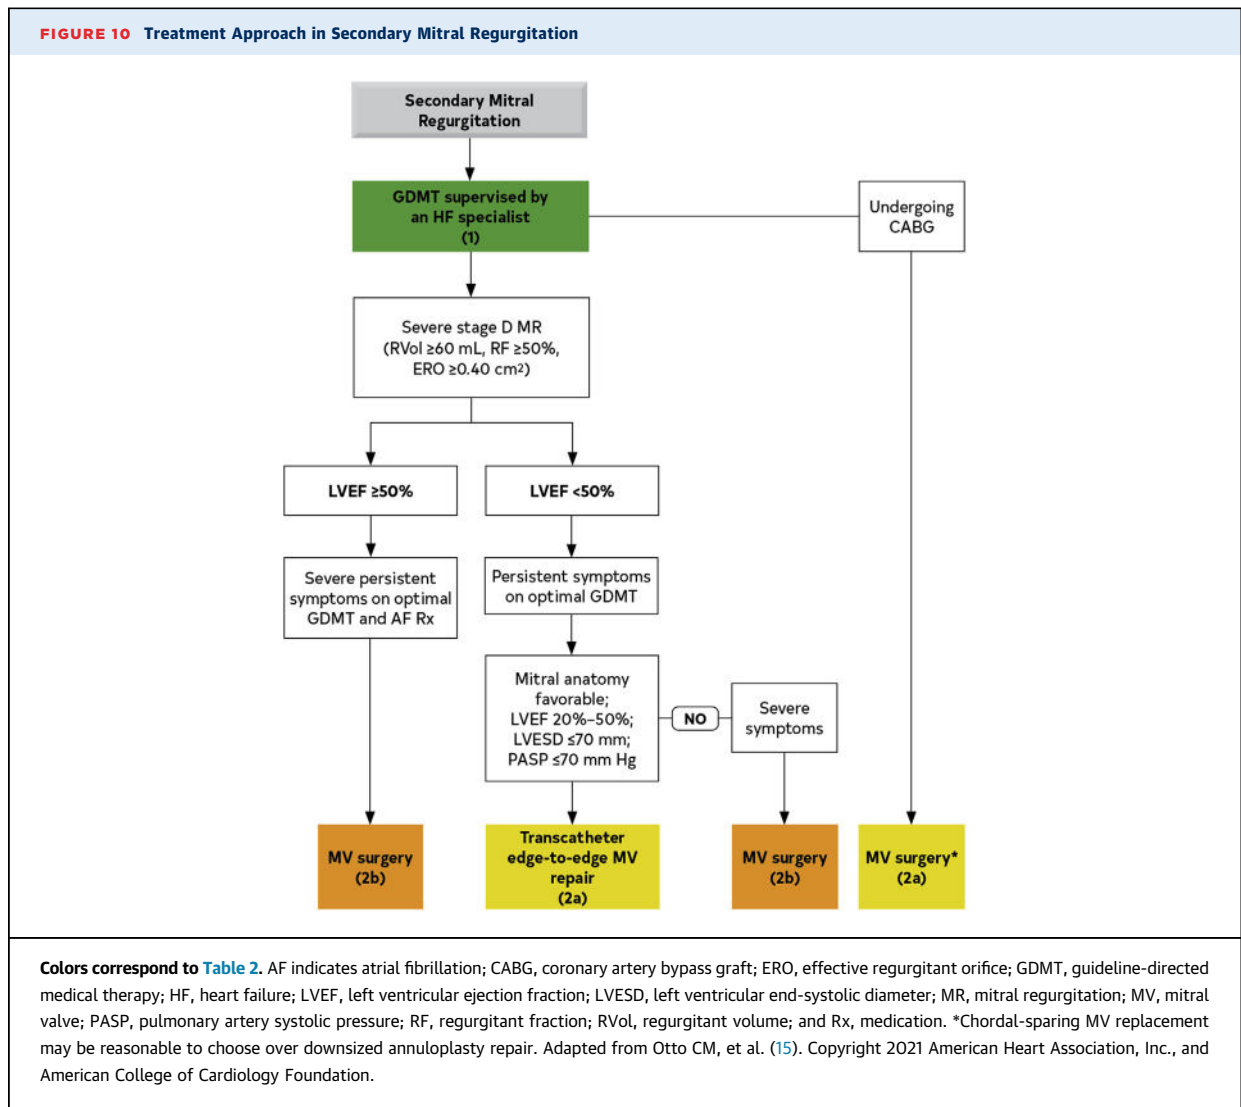 FIGURE 10 Treatment Approach in Secondary Mitral Regurgitation
Secondary Mitral
Regurgitation
GDMT supervised by
an HF specialist
(1)
Undergoing
CABG
Severe stage D MR
(RVol ≥60 mL, RF ≥50%,
ERO ≥0.40 cm²)
LVEF ≥50%
LVEF <50%
Severe persistent
symptoms on optimal
GDMT and AF Rx
Persistent symptoms
on optimal GDMT
Mitral anatomy
favorable;
LVEF 20%–50%;
LVESD ≤70 mm;
PASP ≤70 mm Hg
NO
Severe
symptoms
MV surgery
(2b)
Transcatheter
edge-to-edge MV
repair
(2a)
MV surgery
(2b)
MV surgery*
(2a)
Colors correspond to Table 2. AF indicates atrial fibrillation; CABG, coronary artery bypass graft; ERO, effective regurgitant orifice; GDMT, guideline-directed
medical therapy; HF, heart failure; LVEF, left ventricular ejection fraction; LVESD, left ventricular end-systolic diameter; MR, mitral regurgitation; MV, mitral
valve; PASP, pulmonary artery systolic pressure; RF, regurgitant fraction; RVol, regurgitant volume; and Rx, medication. *Chordal-sparing MV replacement
may be reasonable to choose over downsized annuloplasty repair. Adapted from Otto CM, et al. (15). Copyright 2021 American Heart Association, Inc., and
American College of Cardiology Foundation.